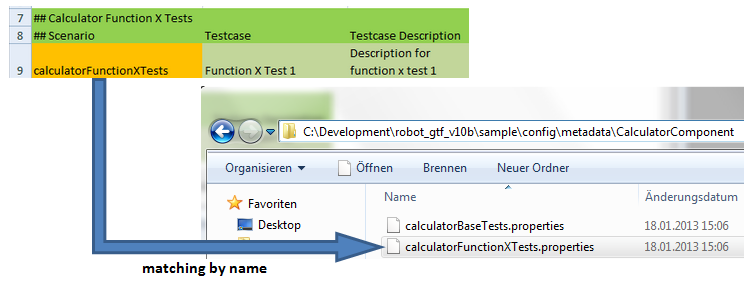 7 ## Calculator Function X Tests
8 ## Scenario Testcase Testcase Description
Description for
9 calculatorFunctionXTests Function X Test 1 function x test 1
C:\Development\robot_gtf_v10b\sample\config\metadata\CalculatorComponent
Organisieren Öffnen Brennen Neuer Ordner
Name Änderungsdatum
Favoriten
calculatorBaseTests.properties 18.01.2013 15:06
Desktop
calculatorFunctionXTests.properties 18.01.2013 15:06
matching by name